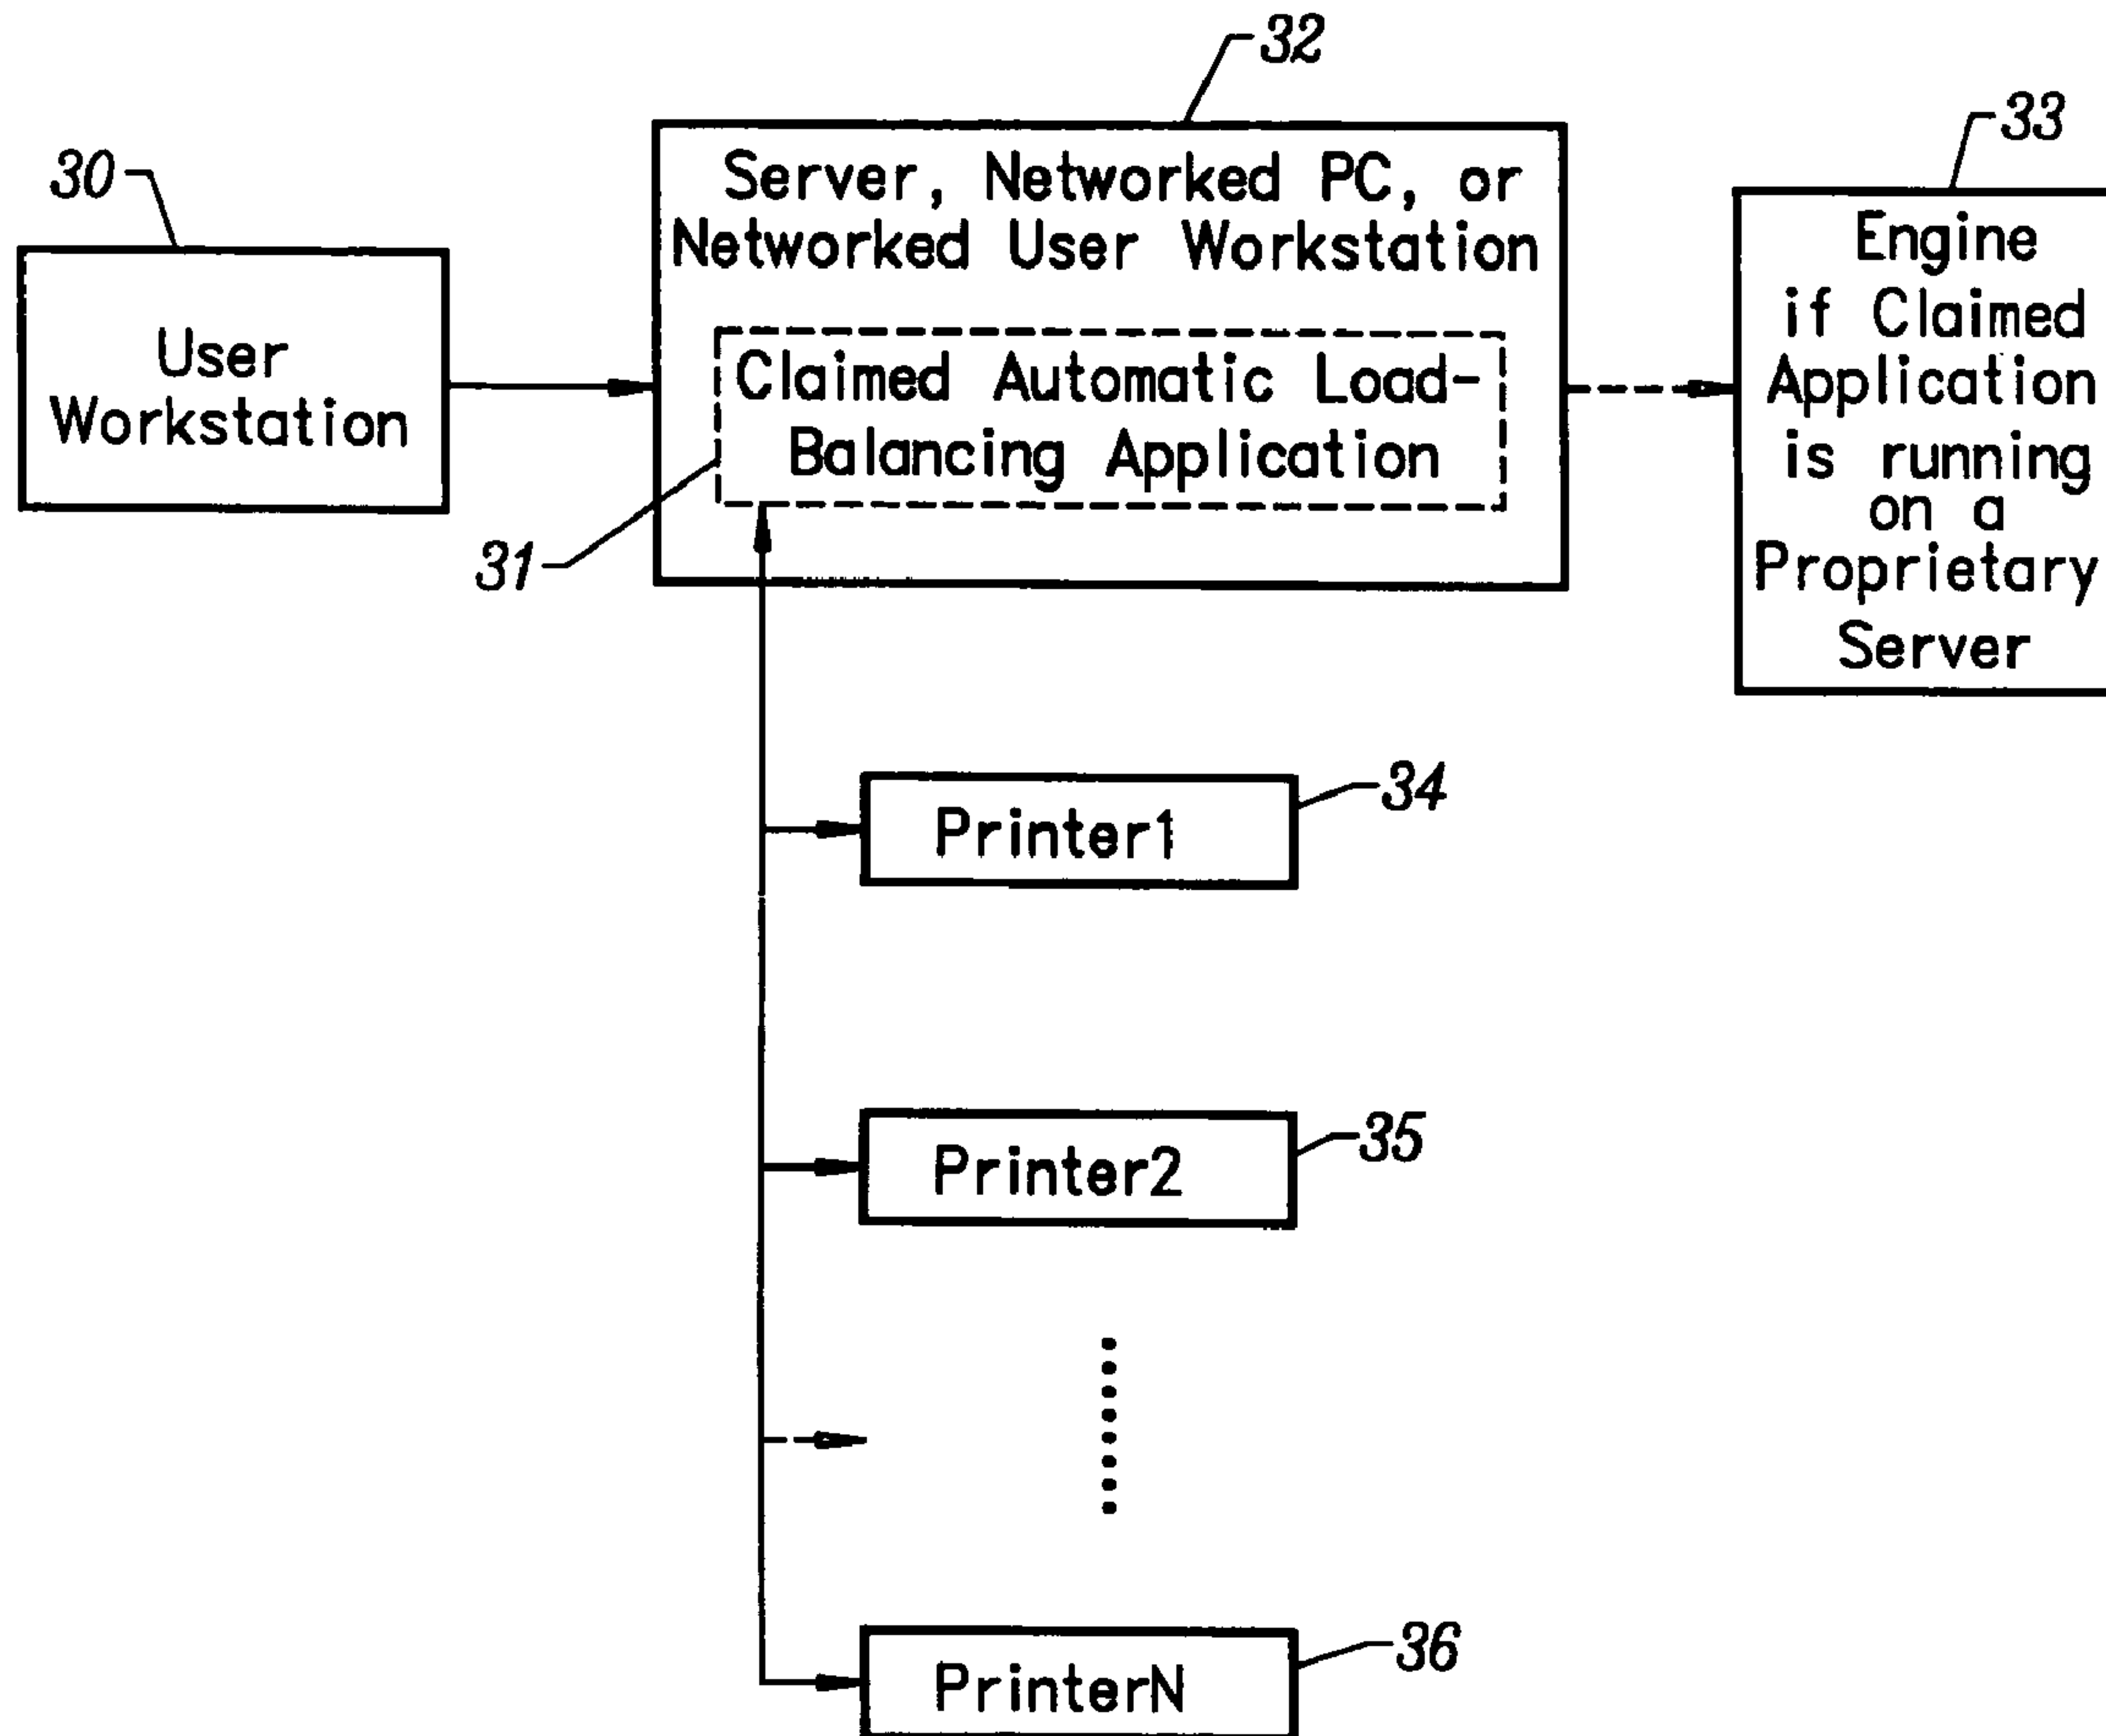 32
33
30
Server, Networked PC, or
Networked User Workstation
Engine
if Claimed
Application
is running
on a
Proprietary
Server
User
Workstation
Claimed Automatic Load-
Balancing Application
31
34
Printer1
35
Printer2
36
PrinterN